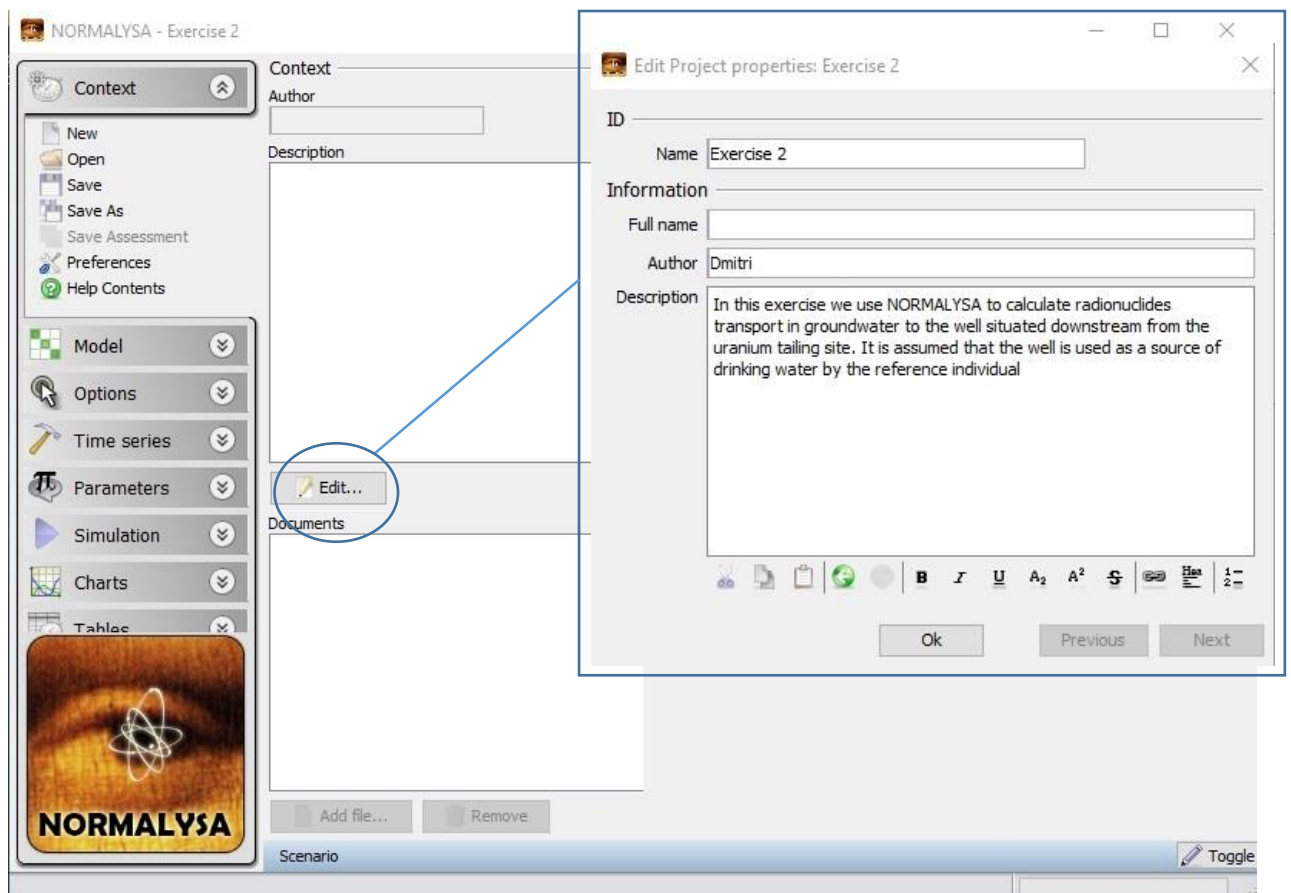 NORMALYSA - Exercise 2
Context
New
Open
Save
Save As
Save Assessment
Preferences
Help Contents
Model
Options
Time series
Parameters
Simulation
Charts
Tables
NORMALYSA
Context
Author
Description
Edit...
Documents
Add file...
Remove
Scenario
Toggle
Edit Project properties: Exercise 2
ID
Name Exercise 2
Information
Full name
Author Dmitri
Description
In this exercise we use NORMALYSA to calculate radionuclides
transport in groundwater to the well situated downstream from the
uranium tailing site. It is assumed that the well is used as a source of
drinking water by the reference individual
B I U A₂ A² S
Ok
Previous
Next